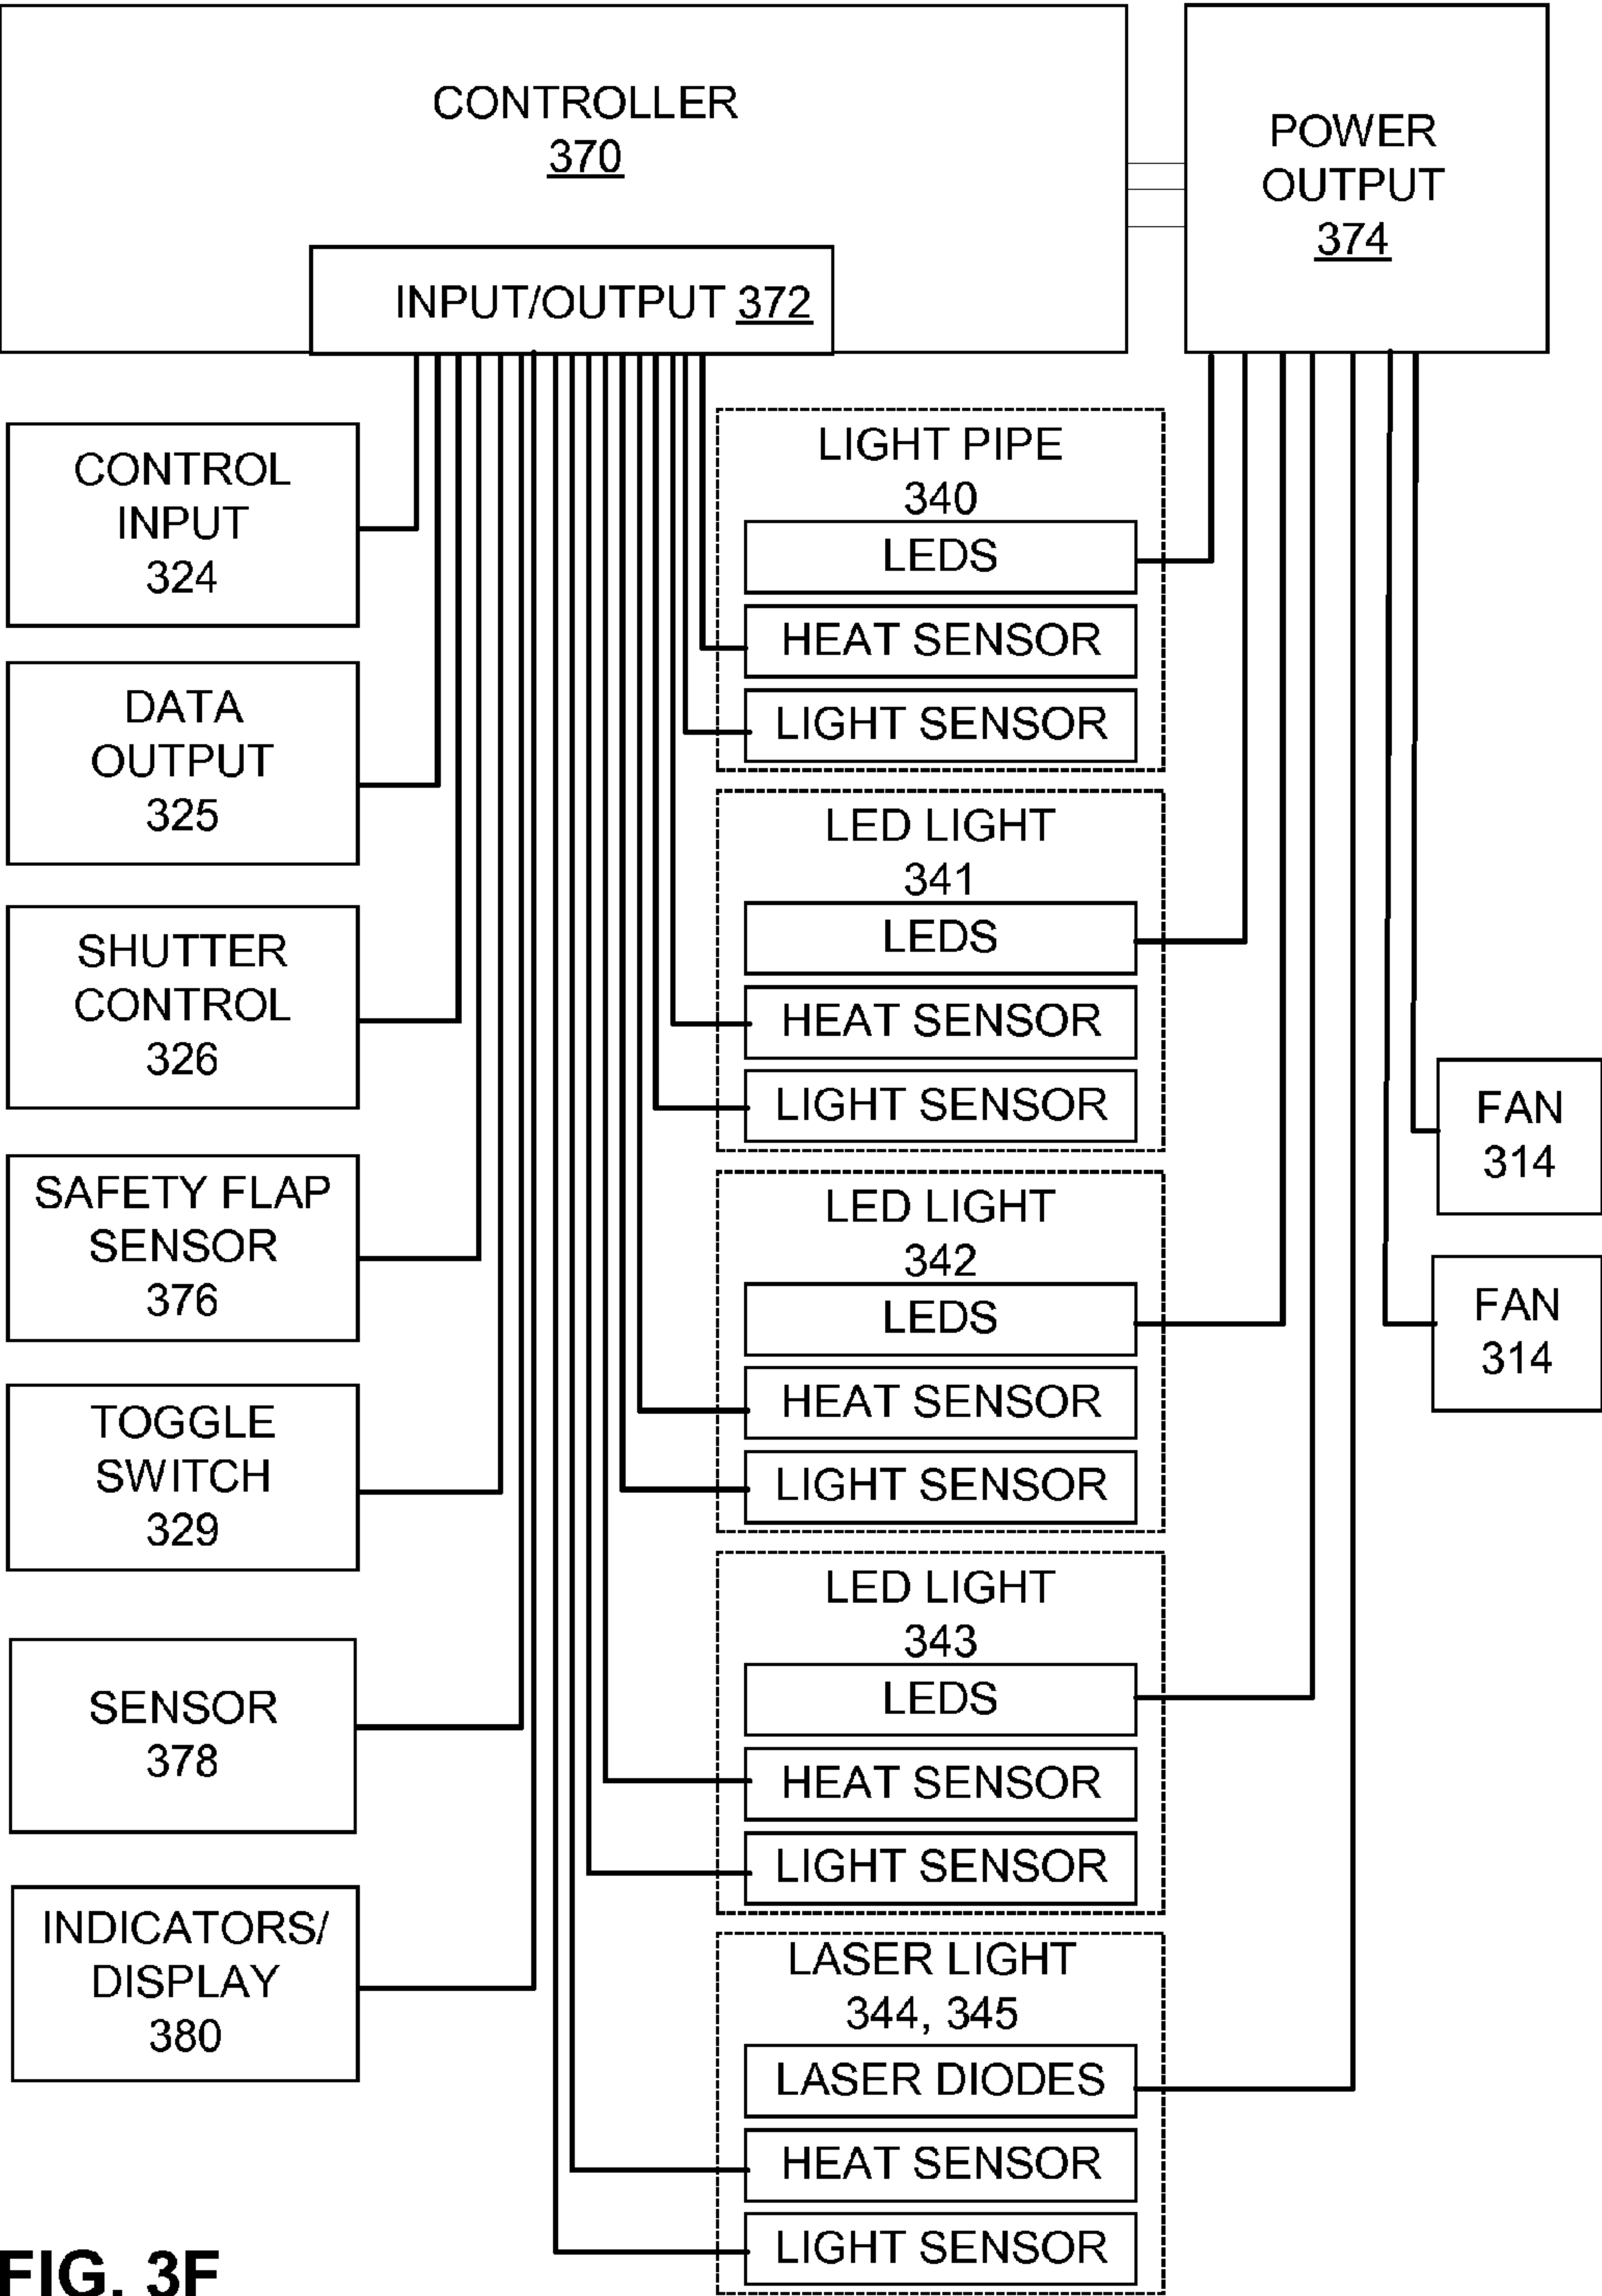 CONTROLLER
370
INPUT/OUTPUT 372
POWER
OUTPUT
374
CONTROL
INPUT
324
DATA
OUTPUT
325
SHUTTER
CONTROL
326
SAFETY FLAP
SENSOR
376
TOGGLE
SWITCH
329
SENSOR
378
INDICATORS/
DISPLAY
380
LIGHT PIPE
340
LEDS
HEAT SENSOR
LIGHT SENSOR
LED LIGHT
341
LEDS
HEAT SENSOR
LIGHT SENSOR
LED LIGHT
342
LEDS
HEAT SENSOR
LIGHT SENSOR
LED LIGHT
343
LEDS
HEAT SENSOR
LIGHT SENSOR
LASER LIGHT
344, 345
LASER DIODES
HEAT SENSOR
LIGHT SENSOR
FAN
314
FAN
314
FIG. 3F